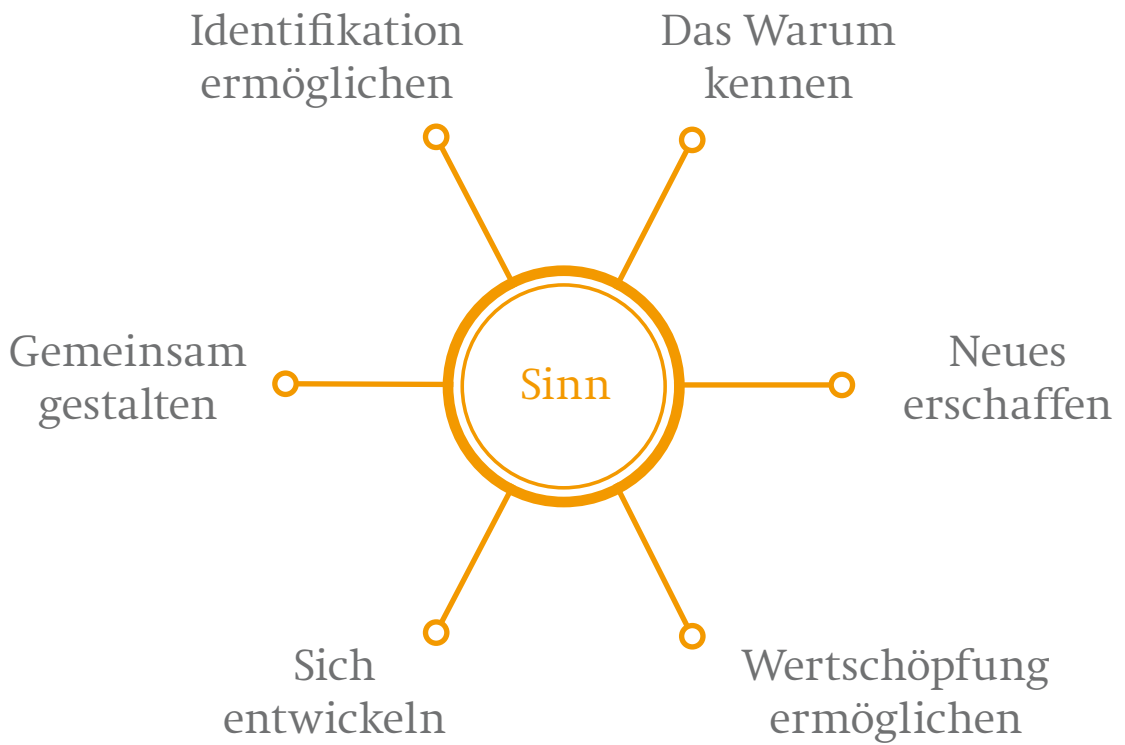 Identifikation
ermöglichen
Das Warum
kennen
Gemeinsam
gestalten
Sinn
Neues
erschaffen
Sich
entwickeln
Wertschöpfung
ermöglichen